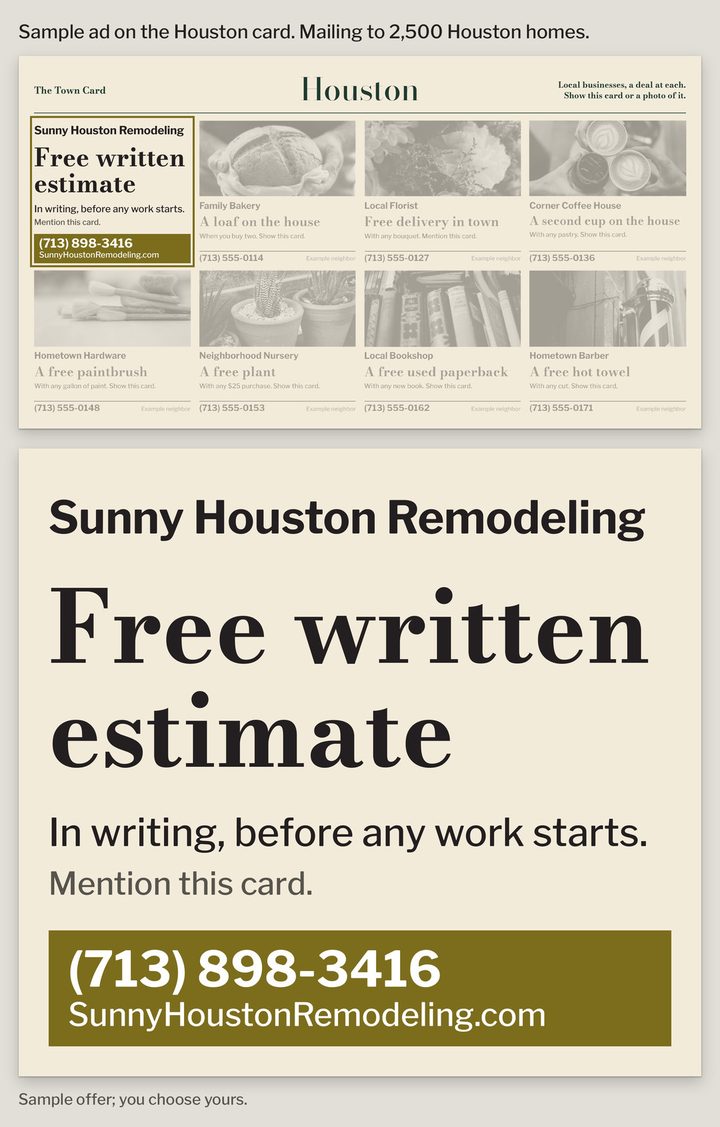 Sample ad on the Houston card. Mailing to 2,500 Houston homes.
The Town Card
Houston
Local businesses, a deal at each.
Show this card or a photo of it.
Sunny Houston Remodeling
Free written
estimate
In writing, before any work starts.
Mention this card.
(713) 898-3416
SunnyHoustonRemodeling.com
Family Bakery
A loaf on the house
When you buy two. Show this card.
(713) 555-0114
Example neighbor
Local Florist
Free delivery in town
With any bouquet. Mention this card.
(713) 555-0127
Example neighbor
Corner Coffee House
A second cup on the house
With any pastry. Show this card.
(713) 555-0136
Example neighbor
Hometown Hardware
A free paintbrush
With any gallon of paint. Show this card.
(713) 555-0148
Example neighbor
Neighborhood Nursery
A free plant
With any $25 purchase. Show this card.
(713) 555-0153
Example neighbor
Local Bookshop
A free used paperback
With any new book. Show this card.
(713) 555-0162
Example neighbor
Hometown Barber
A free hot towel
With any cut. Show this card.
(713) 555-0171
Example neighbor
Sunny Houston Remodeling
Free written
estimate
In writing, before any work starts.
Mention this card.
(713) 898-3416
SunnyHoustonRemodeling.com
Sample offer; you choose yours.